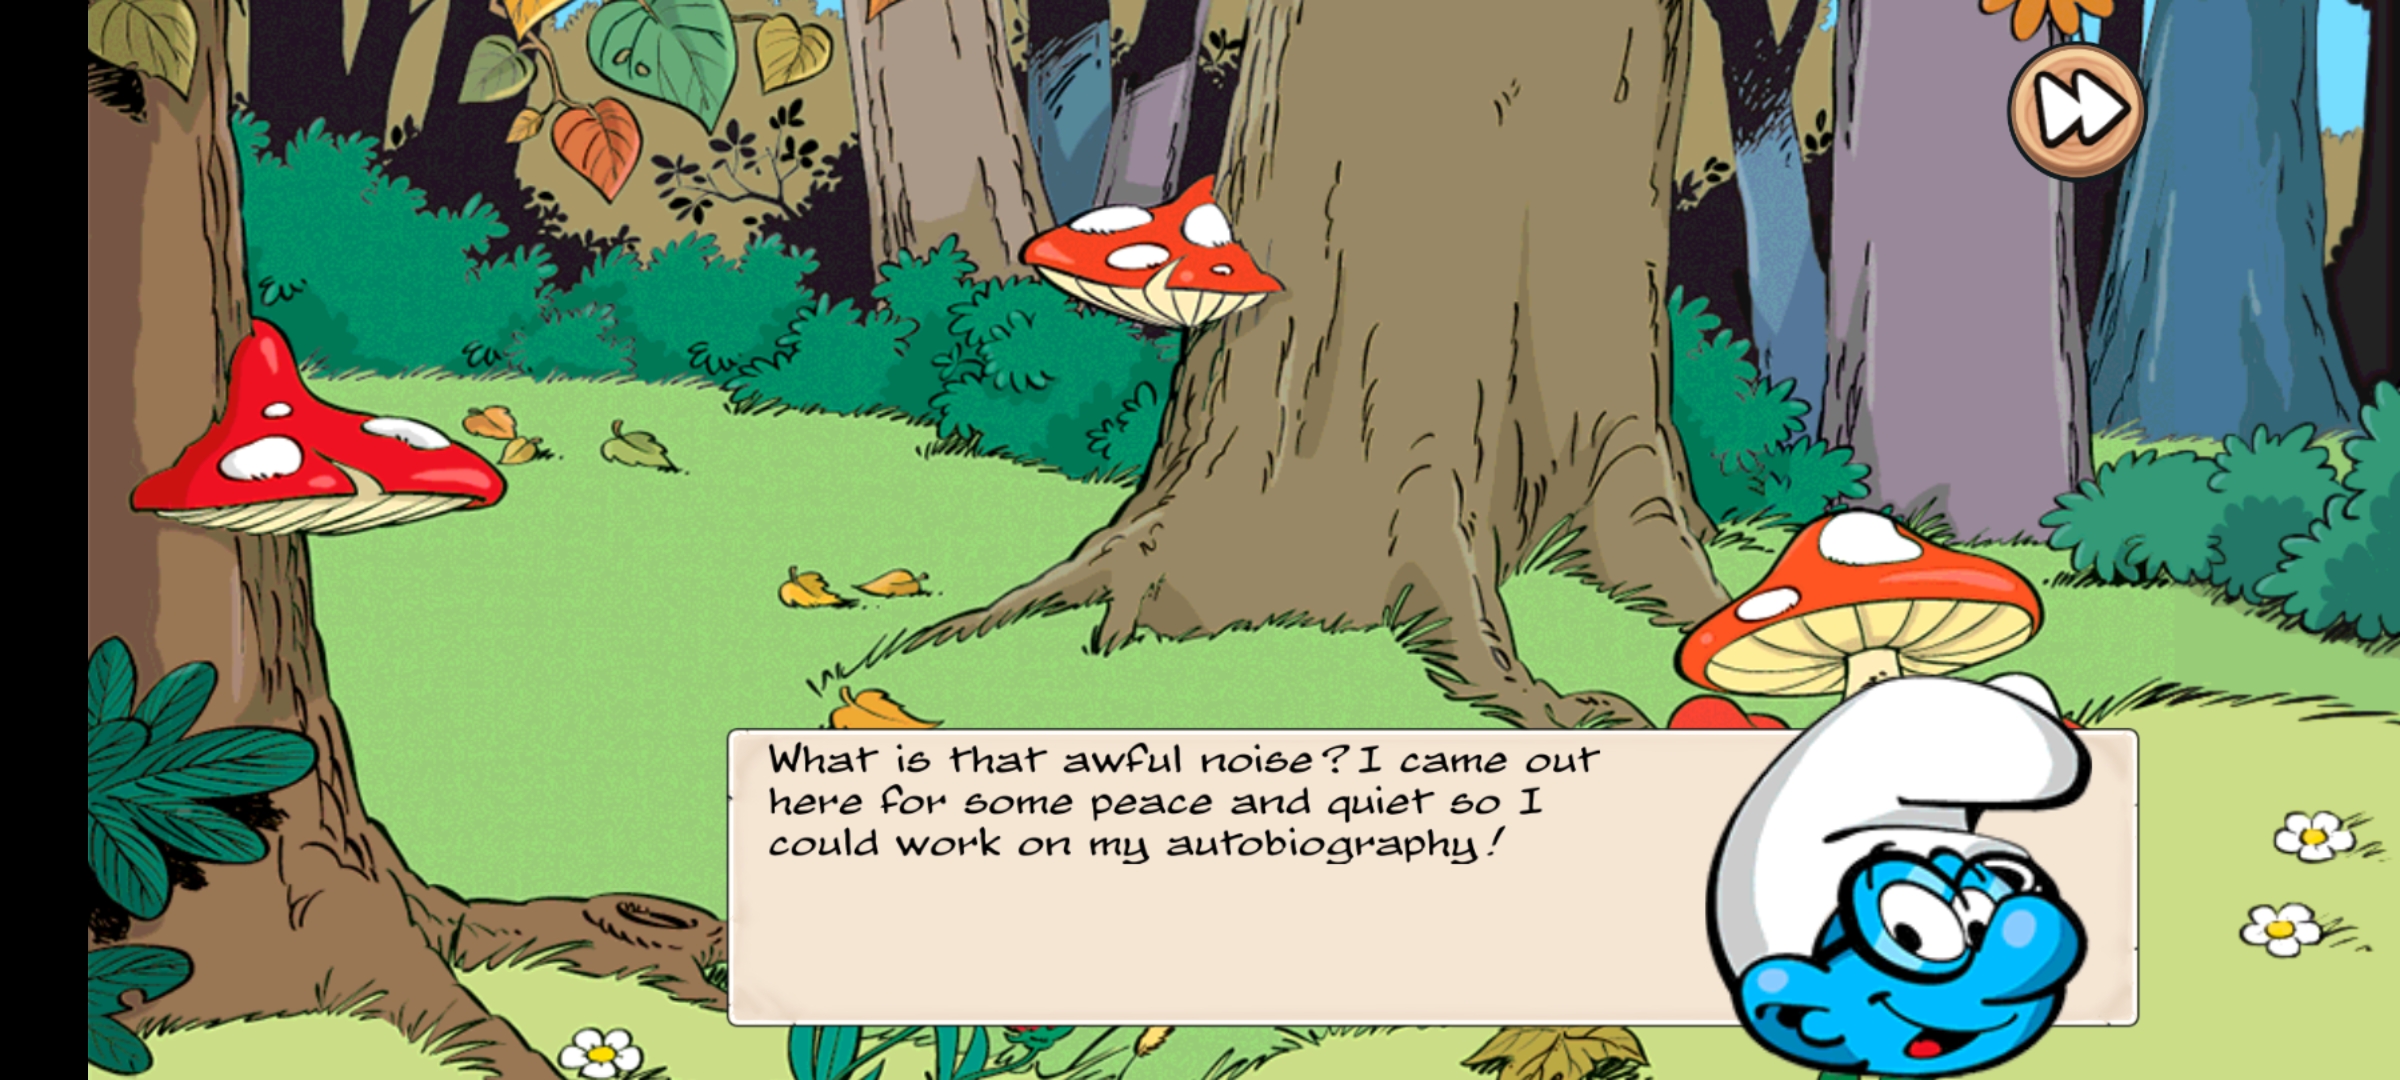 What is that awful noise? I came out
here for some peace and quiet so I
could work on my autobiography!